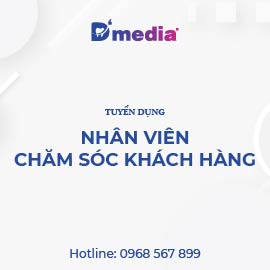 D'media
TUYỂN DỤNG
NHÂN VIÊN
CHĂM SÓC KHÁCH HÀNG
Hotline: 0968 567 899